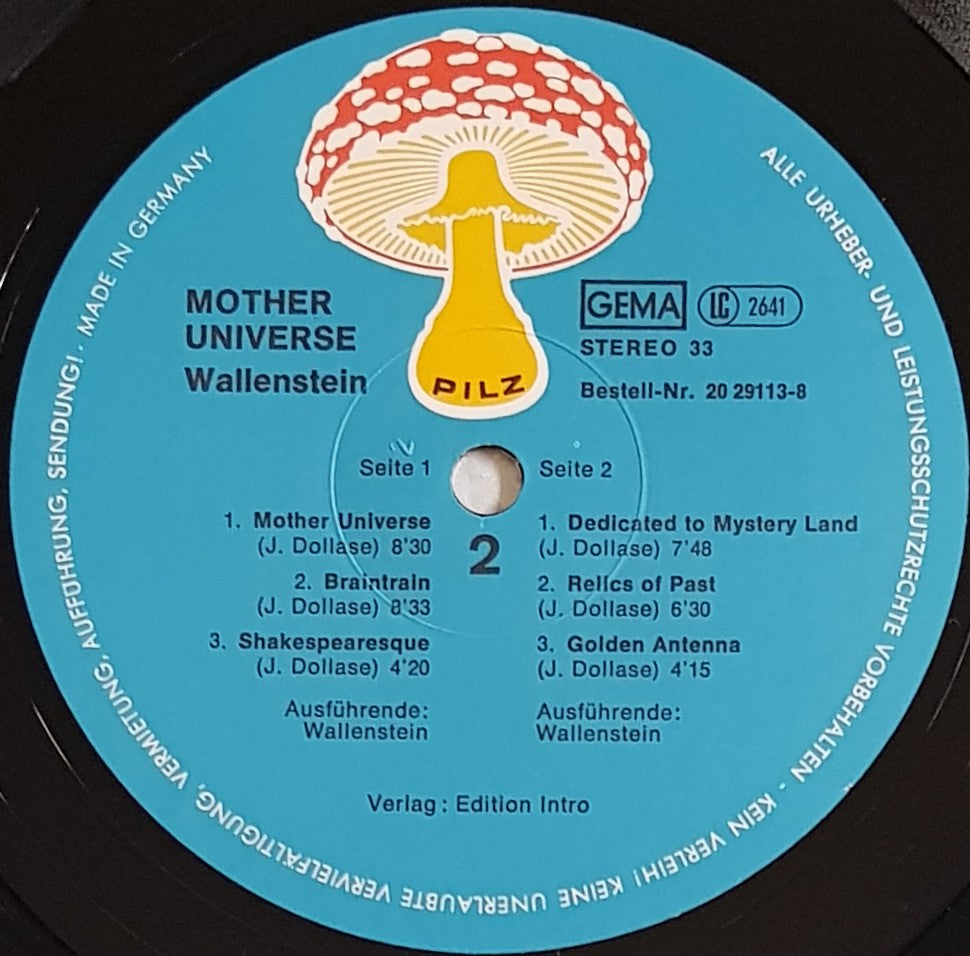 PILZ
MOTHER
UNIVERSE
Wallenstein
GEMA LC 2641
STEREO 33
Bestell-Nr. 20 29113-8
Seite 1
1. Mother Universe
(J. Dollase) 8'30
2. Braintrain
(J. Dollase) 8'33
3. Shakespearesque
(J. Dollase) 4'20
Ausführende:
Wallenstein
2
Seite 2
1. Dedicated to Mystery Land
(J. Dollase) 7'48
2. Relics of Past
(J. Dollase) 6'30
3. Golden Antenna
(J. Dollase) 4'15
Ausführende:
Wallenstein
Verlag: Edition Intro
ALLE URHEBER- UND LEISTUNGSSCHUTZRECHTE VORBEHALTEN - KEIN VERLEIH! KEINE UNERLAUBTE VERVIELFÄLTIGUNG, VERMIETUNG, AUFFÜHRUNG, SENDUNG! · MADE IN GERMANY